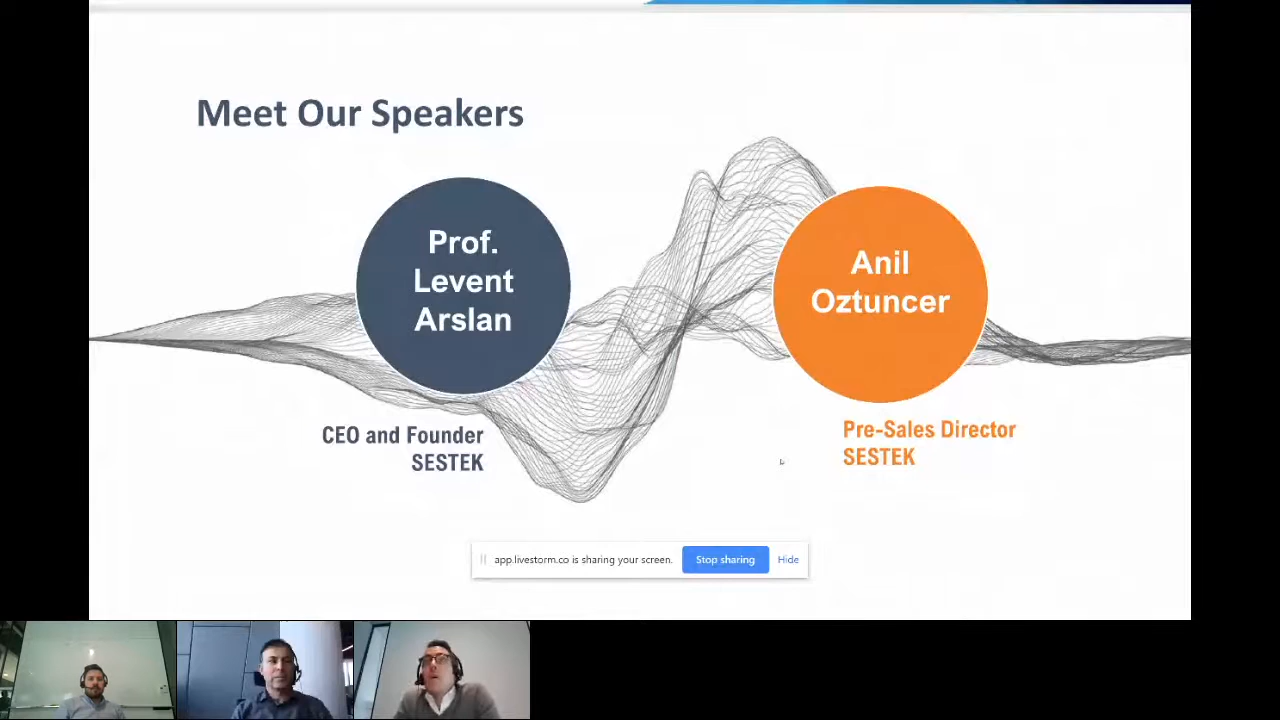 Meet Our Speakers
Prof.
Levent
Arslan
Anil
Oztuncer
CEO and Founder
SESTEK
Pre-Sales Director
SESTEK
app.livestorm.co is sharing your screen.
Stop sharing
Hide